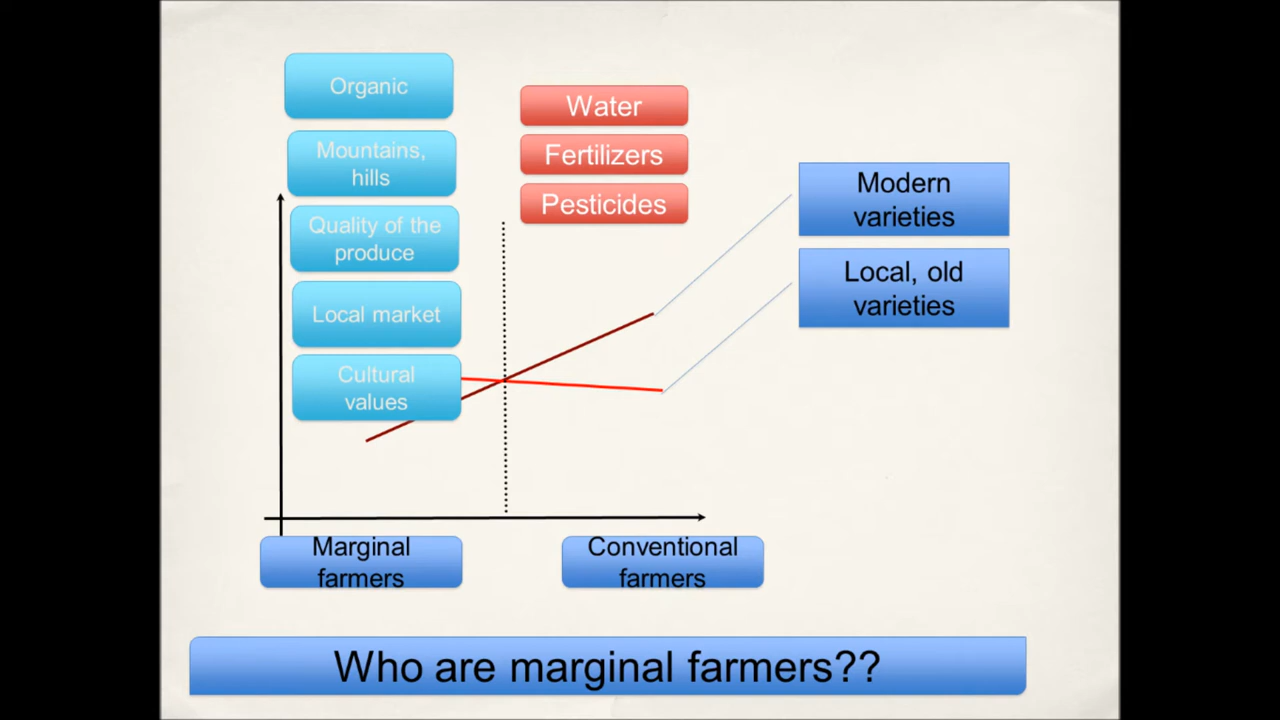 Organic
Mountains,
hills
Quality of the
produce
Local market
Cultural
values
Water
Fertilizers
Pesticides
Modern
varieties
Local, old
varieties
Marginal
farmers
Conventional
farmers
Who are marginal farmers??